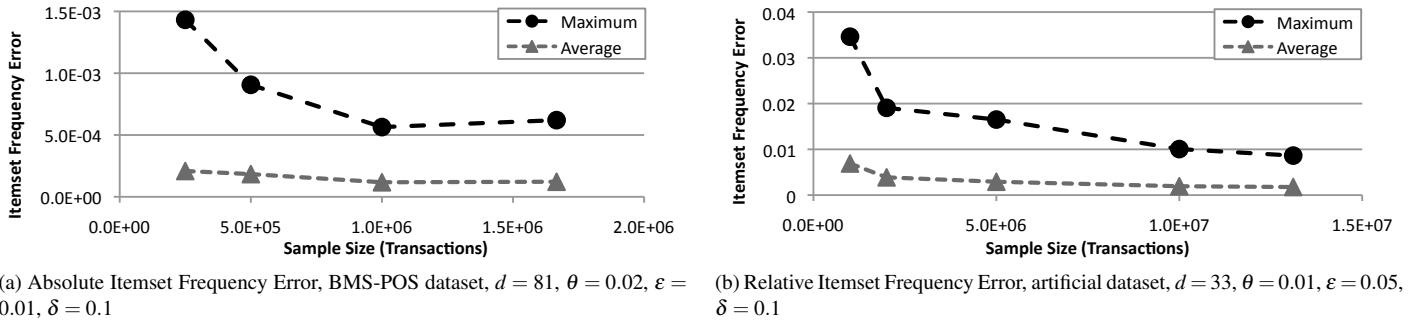 1.5E-03
1.0E-03
5.0E-04
0.0E+00
Itemset Frequency Error
Maximum
Average
0.0E+00 5.0E+05 1.0E+06 1.5E+06 2.0E+06
Sample Size (Transactions)
(a) Absolute Itemset Frequency Error, BMS-POS dataset, d = 81, θ = 0.02, ε =
0.01, δ = 0.1
0.04
0.03
0.02
0.01
0
Itemset Frequency Error
Maximum
Average
0.0E+00 5.0E+06 1.0E+07 1.5E+07
Sample Size (Transactions)
(b) Relative Itemset Frequency Error, artificial dataset, d = 33, θ = 0.01, ε = 0.05,
δ = 0.1